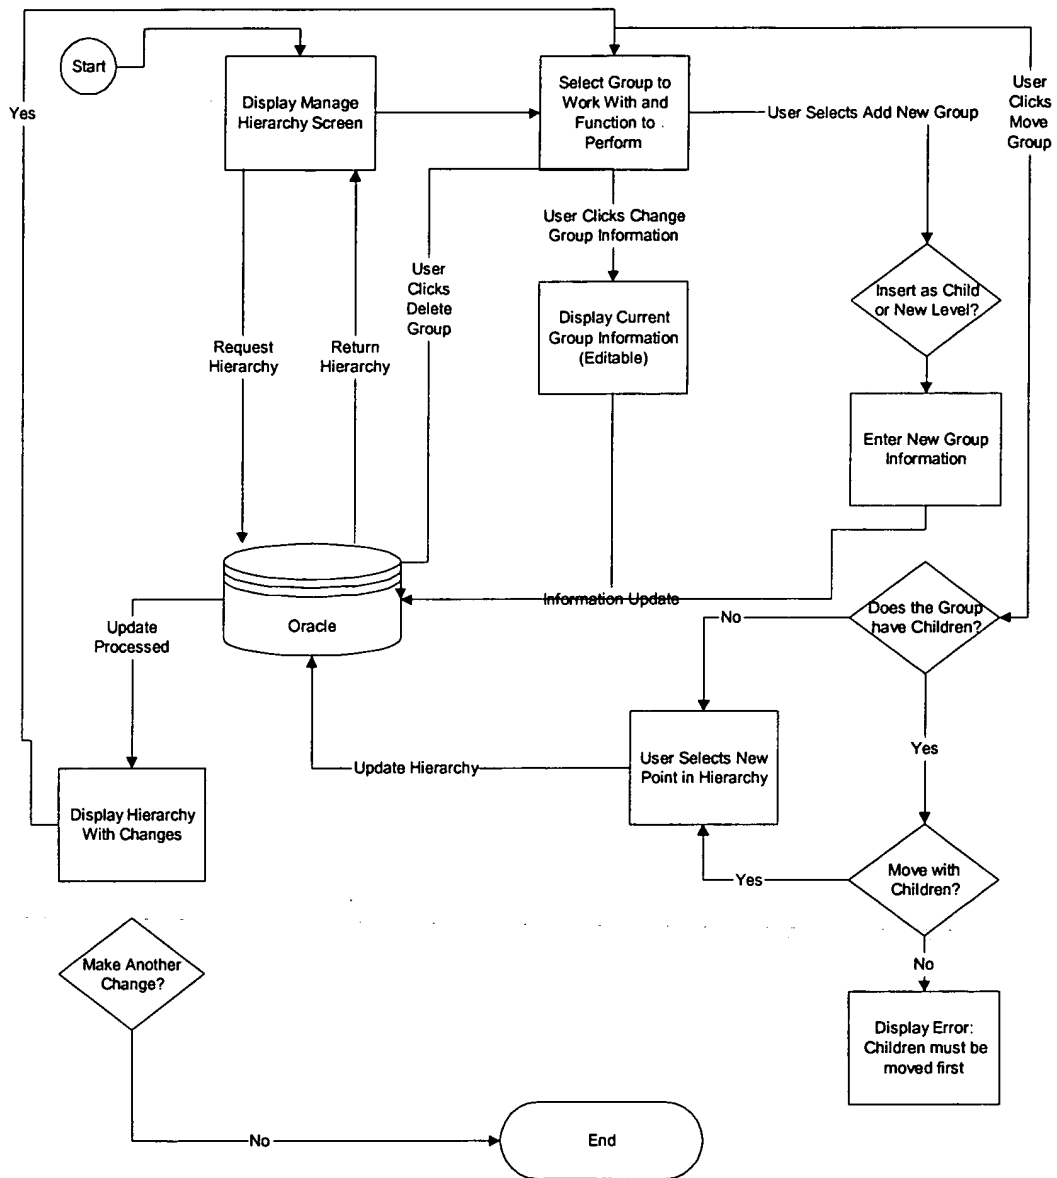 Start
Yes
Display Manage
Hierarchy Screen
Select Group to
Work With and
Function to
Perform
User Selects Add New Group
User
Clicks
Move
Group
User Clicks Change
Group Information
User
Clicks
Delete
Group
Insert as Child
or New Level?
Display Current
Group Information
(Editable)
Request
Hierarchy
Return
Hierarchy
Enter New Group
Information
Information Update
Oracle
Does the Group
have Children?
No
Update
Processed
User Selects New
Point in Hierarchy
Yes
Update Hierarchy
Display Hierarchy
With Changes
Move with
Children?
Yes
No
Make Another
Change?
Display Error:
Children must be
moved first
No
End